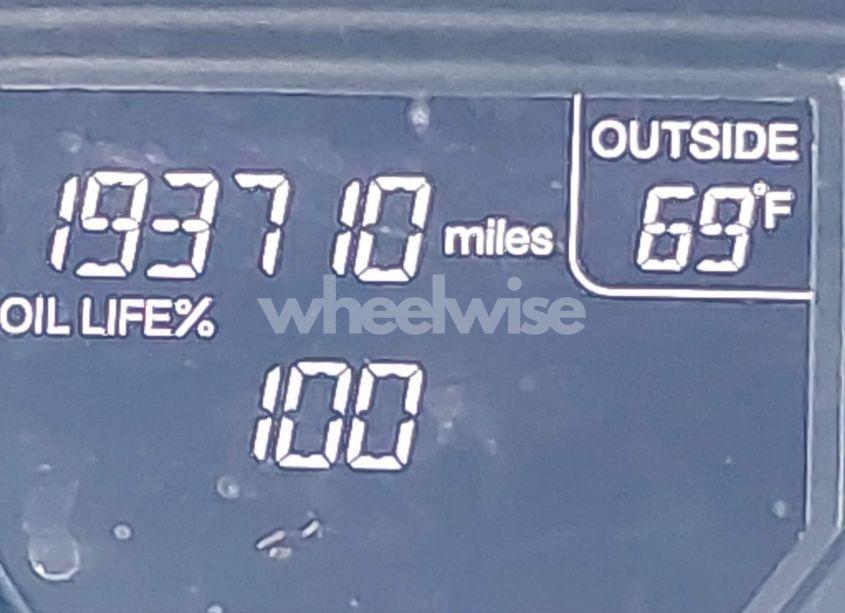 OUTSIDE
193710 miles 69°F
OIL LIFE%
wheelwise
100